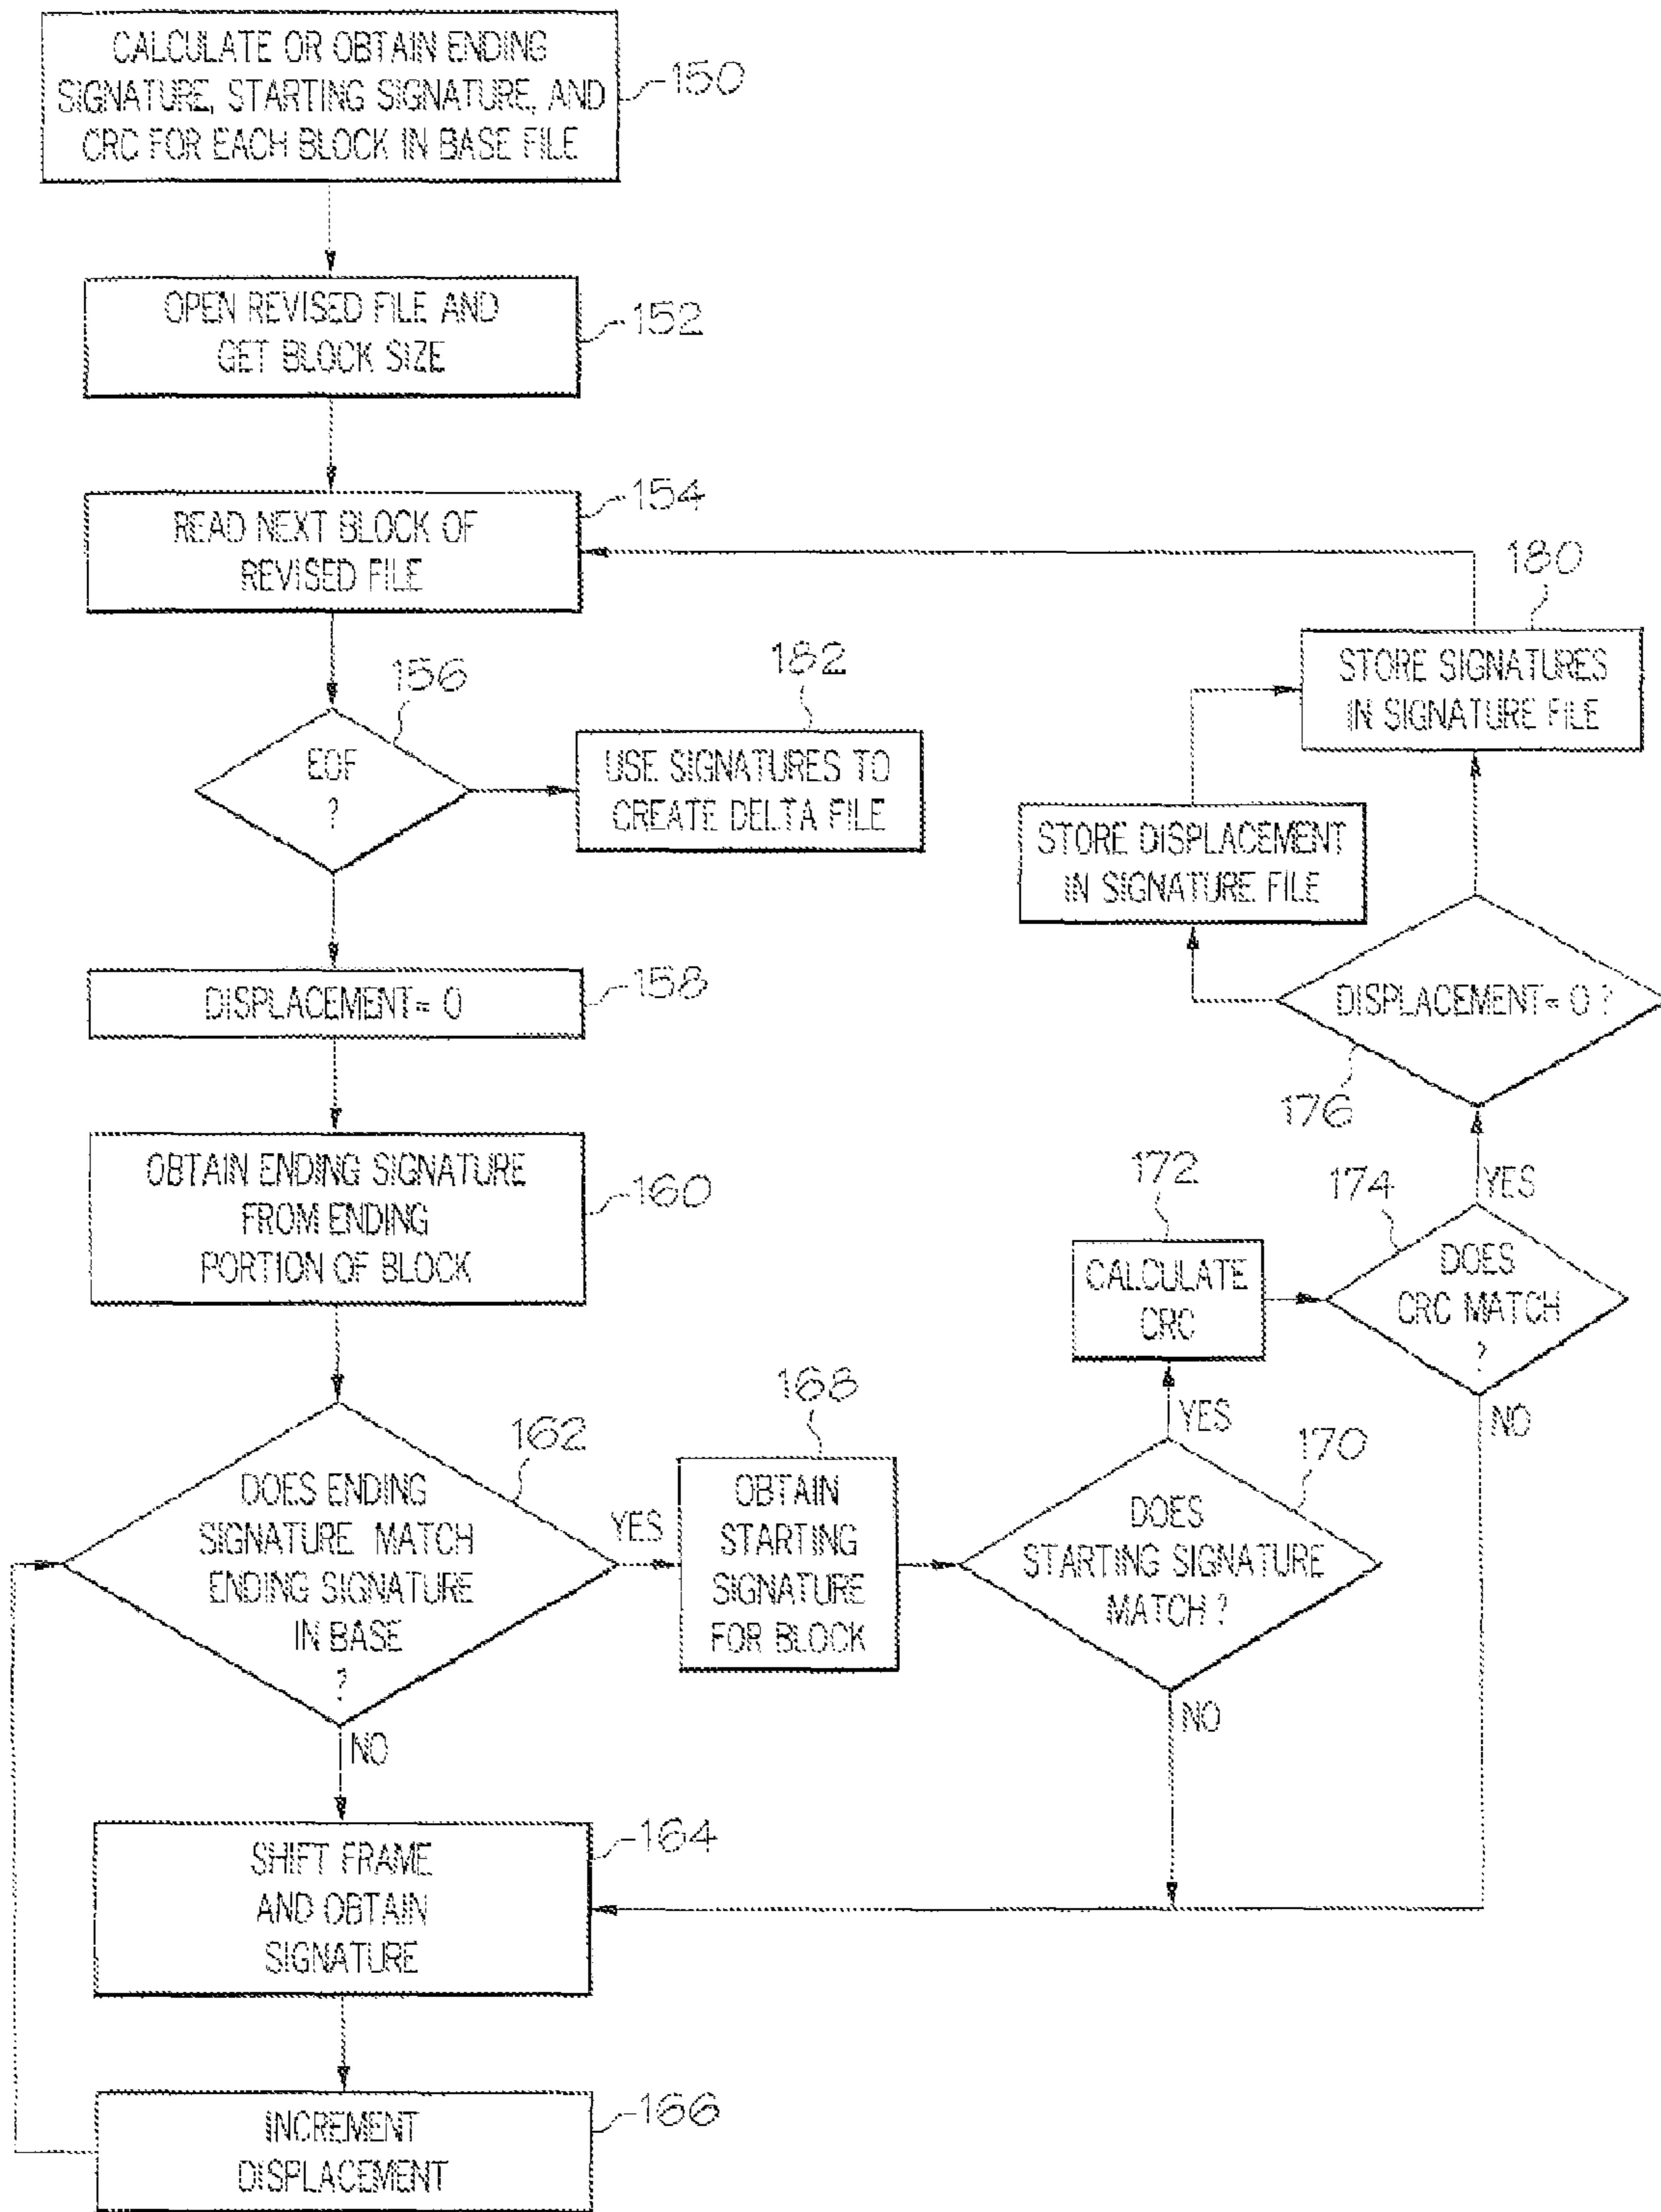 CALCULATE OR OBTAIN ENDING
SIGNATURE, STARTING SIGNATURE, AND
CRC FOR EACH BLOCK IN BASE FILE
150
OPEN REVISED FILE AND
GET BLOCK SIZE
152
READ NEXT BLOCK OF
REVISED FILE
154
EOF
?
156
USE SIGNATURES TO
CREATE DELTA FILE
182
DISPLACEMENT= 0
158
OBTAIN ENDING SIGNATURE
FROM ENDING
PORTION OF BLOCK
160
DOES ENDING
SIGNATURE MATCH
ENDING SIGNATURE
IN BASE
?
162
YES
NO
SHIFT FRAME
AND OBTAIN
SIGNATURE
164
INCREMENT
DISPLACEMENT
166
OBTAIN
STARTING
SIGNATURE
FOR BLOCK
168
DOES
STARTING SIGNATURE
MATCH ?
170
YES
NO
CALCULATE
CRC
172
DOES
CRC MATCH
?
174
YES
NO
DISPLACEMENT= 0 ?
176
STORE DISPLACEMENT
IN SIGNATURE FILE
STORE SIGNATURES
IN SIGNATURE FILE
180